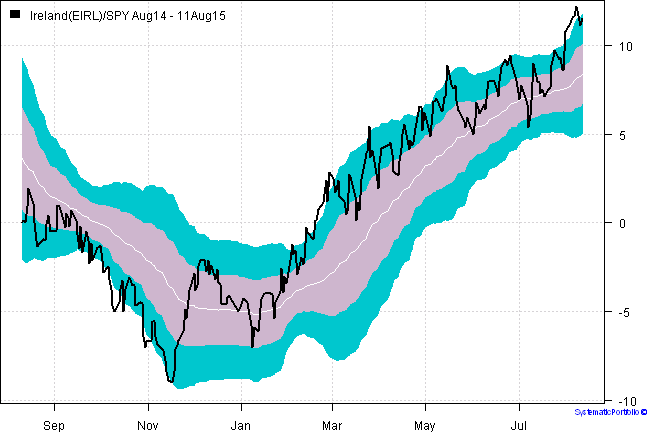 Ireland(EIRL)/SPY Aug14 - 11Aug15
10
5
0
-5
-10
SystematicPortfolio ©
Sep Nov Jan Mar May Jul